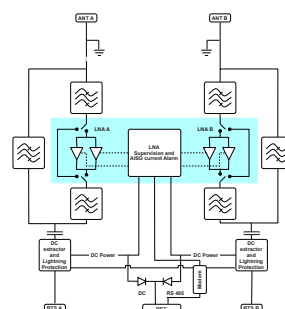 ANT A
ANT B
LNA A
LNA
Supervision and
AISG current Alarm
LNA B
DC
extractor
and
Lightning
Protection
DC Power
DC Power
DC
extractor
and
Lightning
Protection
Modem
DC
RS 485
BTS A
RET
BTS B